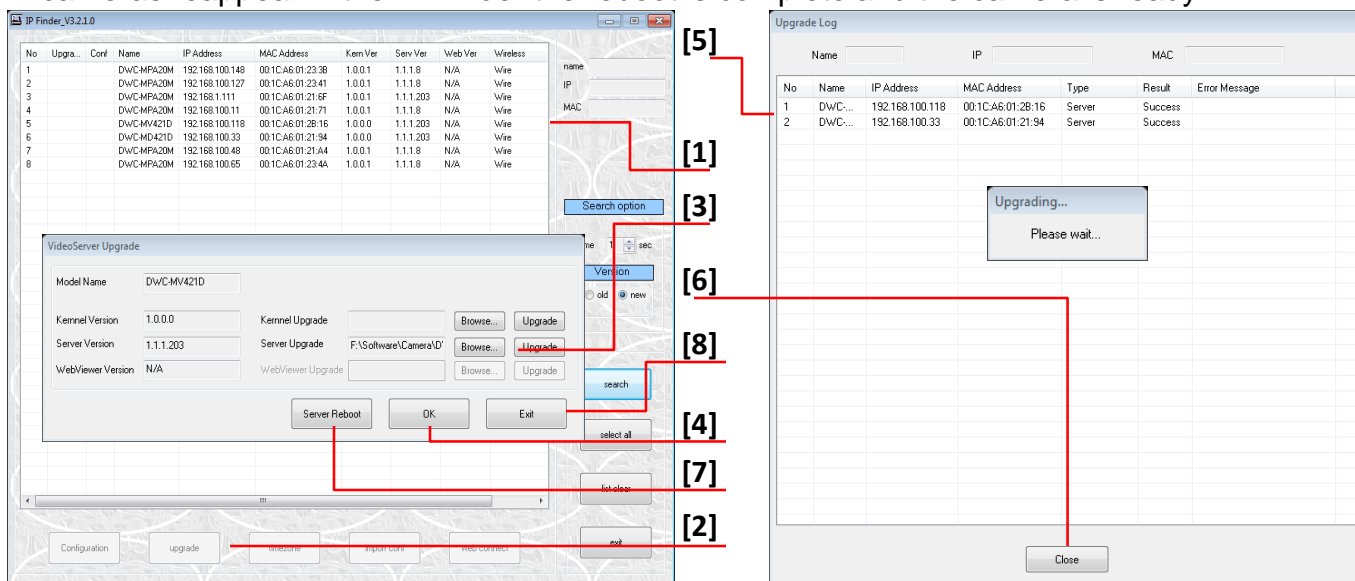 IP Finder_V3.2.1.0
No Upgra... Conf Name IP Address MAC Address Kern Ver Serv Ver Web Ver Wireless
1 DWC-MPA20M 192.168.100.148 00:1C:A6:01:23:3B 1.0.0.1 1.1.1.8 N/A Wire
2 DWC-MPA20M 192.168.100.127 00:1C:A6:01:23:41 1.0.0.1 1.1.1.8 N/A Wire
3 DWC-MPA20M 192.168.1.111 00:1C:A6:01:21:6F 1.0.0.1 1.1.1.203 N/A Wire
4 DWC-MPA20M 192.168.100.11 00:1C:A6:01:21:71 1.0.0.1 1.1.1.8 N/A Wire
5 DWC-MV421D 192.168.100.118 00:1C:A6:01:2B:16 1.0.0.0 1.1.1.203 N/A Wire
6 DWC-MD421D 192.168.100.33 00:1C:A6:01:21:94 1.0.0.0 1.1.1.203 N/A Wire
7 DWC-MPA20M 192.168.100.48 00:1C:A6:01:21:A4 1.0.0.1 1.1.1.8 N/A Wire
8 DWC-MPA20M 192.168.100.65 00:1C:A6:01:23:4A 1.0.0.1 1.1.1.8 N/A Wire
name
IP
MAC
Search option
me 1 sec
Version
old new
search
select all
list clear
exit
VideoServer Upgrade
Model Name DWC-MV421D
Kernnel Version 1.0.0.0 Kernnel Upgrade Browse... Upgrade
Server Version 1.1.1.203 Server Upgrade F:\Software\Camera\D' Browse... Upgrade
WebViewer Version N/A WebViewer Upgrade Browse... Upgrade
Server Reboot OK Exit
Configuration upgrade timezone import conf web connect
[5]
[1]
[3]
[6]
[8]
[4]
[7]
[2]
Upgrade Log
Name IP MAC
No Name IP Address MAC Address Type Result Error Message
1 DWC-... 192.168.100.118 00:1C:A6:01:2B:16 Server Success
2 DWC-... 192.168.100.33 00:1C:A6:01:21:94 Server Success
Upgrading...
Please wait...
Close